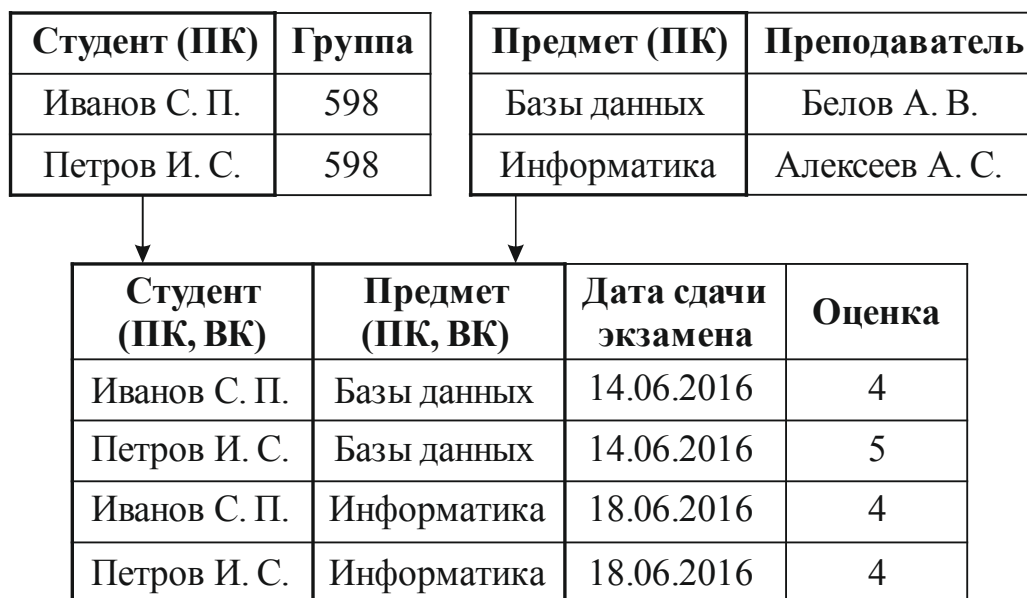 Студент (ПК) Группа Предмет (ПК) Преподаватель
Иванов С. П. 598 Базы данных Белов А. В.
Петров И. С. 598 Информатика Алексеев А. С.
Студент (ПК, ВК) Предмет (ПК, ВК) Дата сдачи экзамена Оценка
Иванов С. П. Базы данных 14.06.2016 4
Петров И. С. Базы данных 14.06.2016 5
Иванов С. П. Информатика 18.06.2016 4
Петров И. С. Информатика 18.06.2016 4